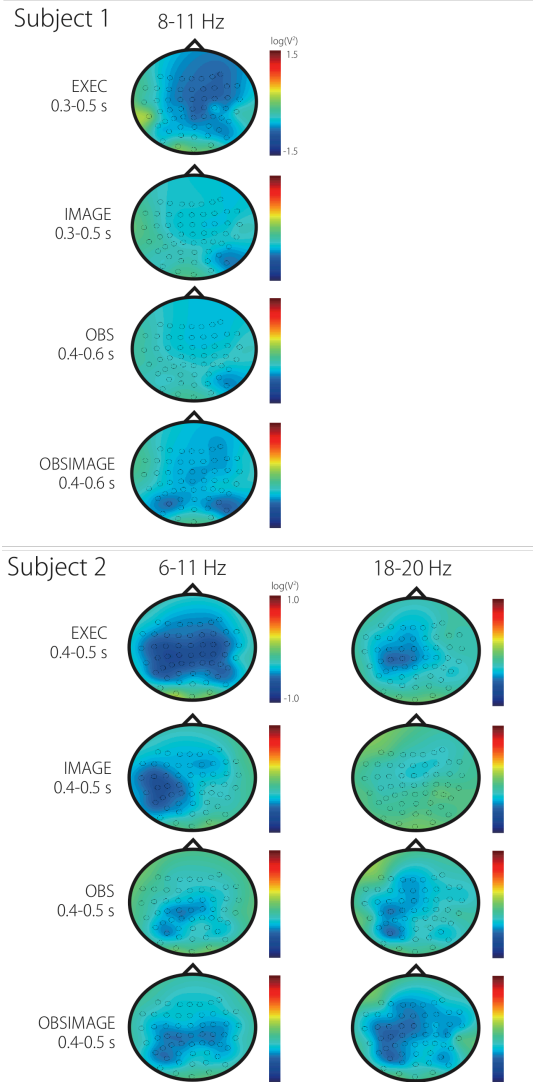 Subject 1
8-11 Hz
log(V²)
1.5
EXEC
0.3-0.5 s
-1.5
IMAGE
0.3-0.5 s
OBS
0.4-0.6 s
OBSIMAGE
0.4-0.6 s
Subject 2
6-11 Hz
18-20 Hz
log(V²)
1.0
EXEC
0.4-0.5 s
-1.0
IMAGE
0.4-0.5 s
OBS
0.4-0.5 s
OBSIMAGE
0.4-0.5 s